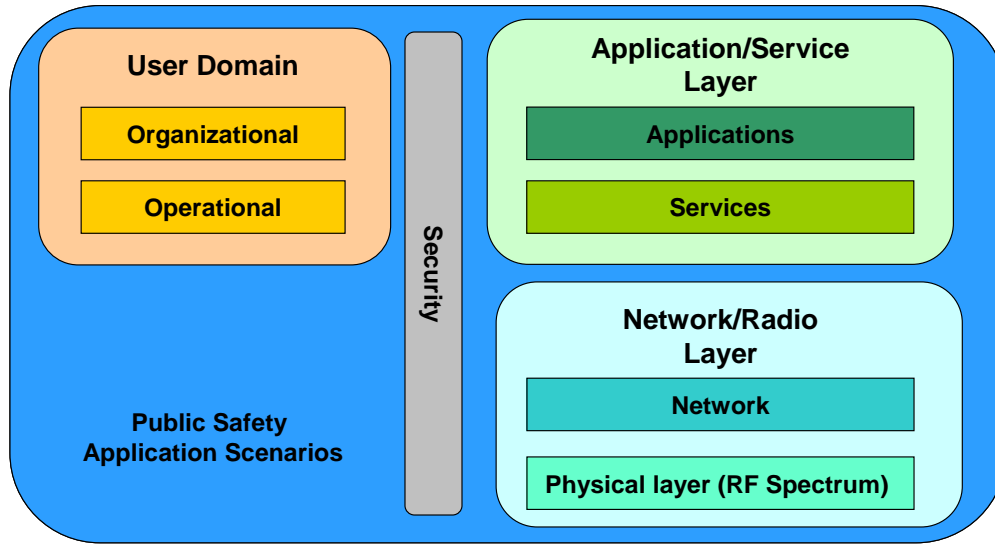 User Domain
Organizational
Operational
Public Safety
Application Scenarios
Security
Application/Service
Layer
Applications
Services
Network/Radio
Layer
Network
Physical layer (RF Spectrum)